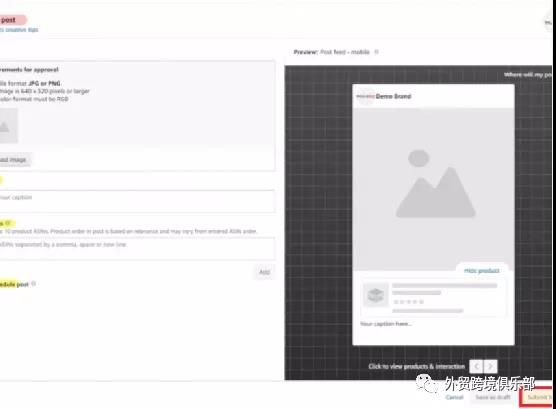 post
creative tips
Preview: Post feed - mobile
rements for approval
ile format JPG or PNG
mage is 640 x 320 pixels or larger
olor format must be RGB
Where will my po
Demo Brand
oad image
your caption
10 product ASINs. Product order in post is based on relevance and may vary from entered ASIN order.
ASINs separated by a comma, space or new line.
Add
Hide product
edule post
Your caption here...
Click to view products & interaction
外贸跨境俱乐部
Cancel
Save as draft
Submit